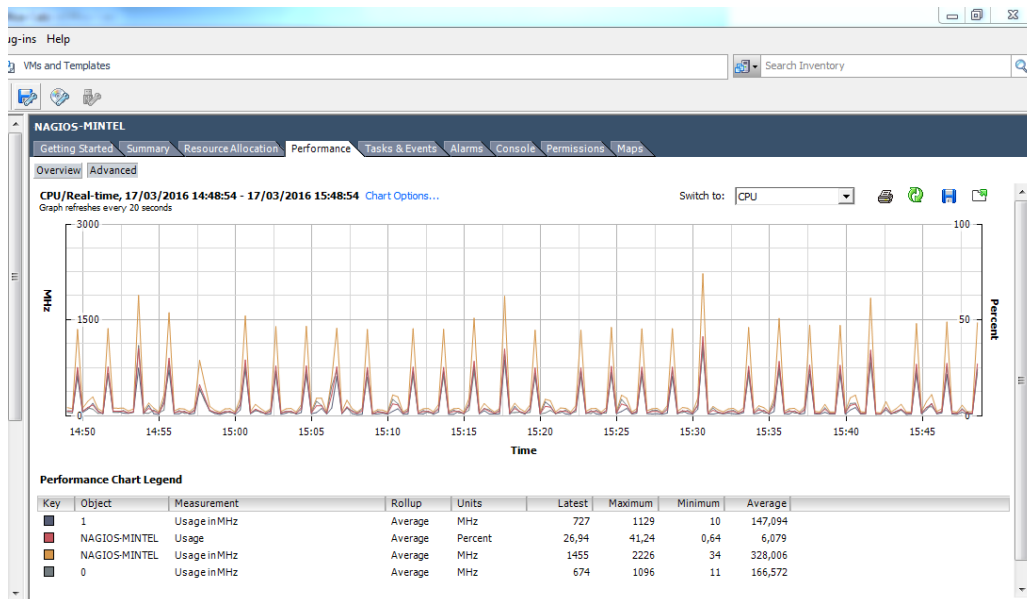 ug-ins Help
VMs and Templates
Search Inventory
NAGIOS-MINTEL
Getting Started Summary Resource Allocation Performance Tasks & Events Alarms Console Permissions Maps
Overview Advanced
CPU/Real-time, 17/03/2016 14:48:54 - 17/03/2016 15:48:54 Chart Options...
Switch to: CPU
Graph refreshes every 20 seconds
3000 100
MHz
1500 50
Percent
0 0
14:50 14:55 15:00 15:05 15:10 15:15 15:20 15:25 15:30 15:35 15:40 15:45
Time
Performance Chart Legend
Key Object Measurement Rollup Units Latest Maximum Minimum Average
1 Usage in MHz Average MHz 727 1129 10 147,094
NAGIOS-MINTEL Usage Average Percent 26,94 41,24 0,64 6,079
NAGIOS-MINTEL Usage in MHz Average MHz 1455 2226 34 328,006
0 Usage in MHz Average MHz 674 1096 11 166,572